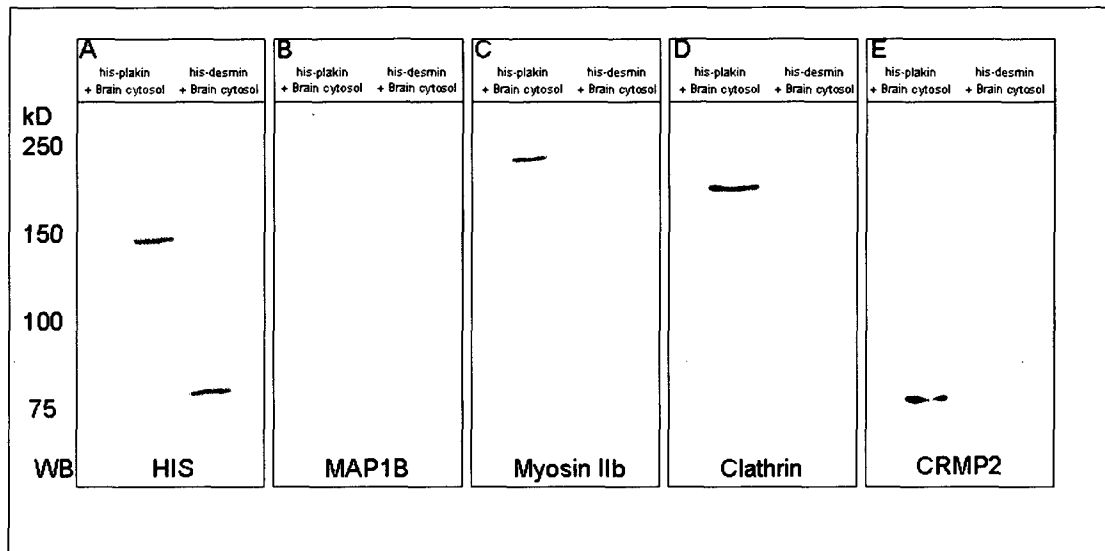 A
his-plakin his-desmin
+ Brain cytosol + Brain cytosol
B
his-plakin his-desmin
+ Brain cytosol + Brain cytosol
C
his-plakin his-desmin
+ Brain cytosol + Brain cytosol
D
his-plakin his-desmin
+ Brain cytosol + Brain cytosol
E
his-plakin his-desmin
+ Brain cytosol + Brain cytosol
kD
250
150
100
75
WB HIS MAP1B Myosin IIb Clathrin CRMP2